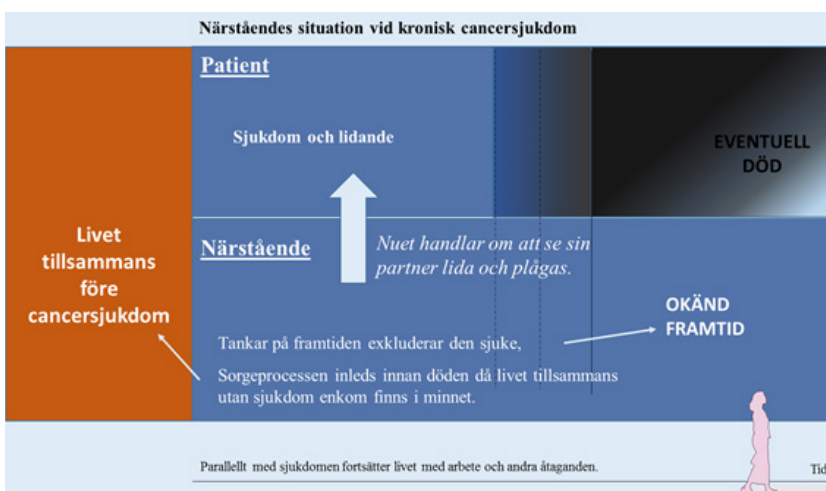 Närståendes situation vid kronisk cancersjukdom
Patient
Sjukdom och lidande
EVENTUELL
DÖD
Livet
tillsammans
före
cancersjukdom
Närstående
Nuet handlar om att se sin
partner lida och plågas.
OKÄND
FRAMTID
Tankar på framtiden exkluderar den sjuke,
Sorgeprocessen inleds innan döden då livet tillsammans
utan sjukdom enkom finns i minnet.
Parallellt med sjukdomen fortsätter livet med arbete och andra åtaganden.
Tid